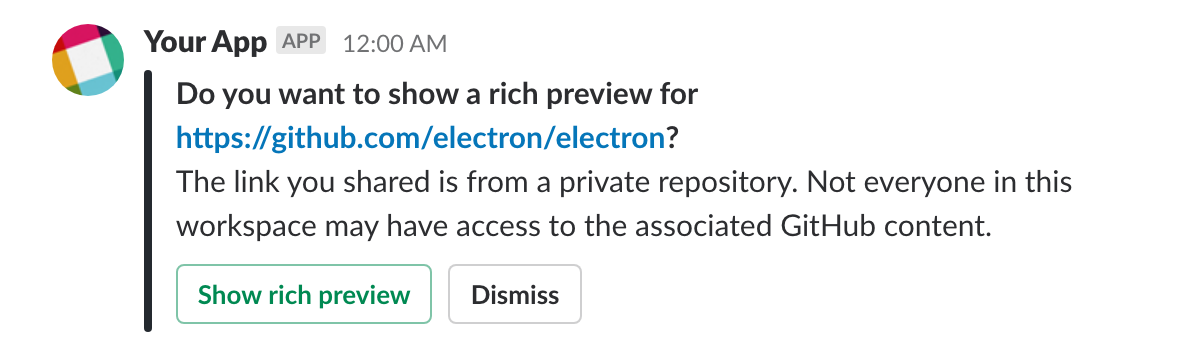 Your App APP 12:00 AM
Do you want to show a rich preview for
https://github.com/electron/electron?
The link you shared is from a private repository. Not everyone in this
workspace may have access to the associated GitHub content.
Show rich preview Dismiss